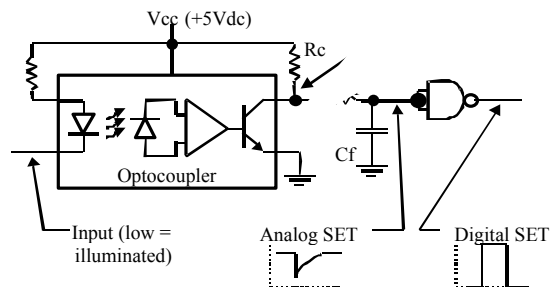 Vcc (+5Vdc)
Rc
Optocoupler
Cf
Input (low =
illuminated)
Analog SET
Digital SET